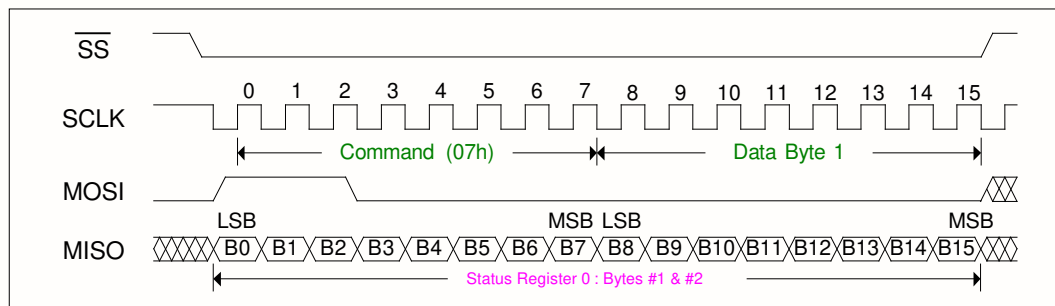 SS
0 1 2 3 4 5 6 7 8 9 10 11 12 13 14 15
SCLK
Command (07h) Data Byte 1
MOSI
LSB MSB LSB MSB
MISO B0 B1 B2 B3 B4 B5 B6 B7 B8 B9 B10 B11 B12 B13 B14 B15
Status Register 0 : Bytes #1 & #2